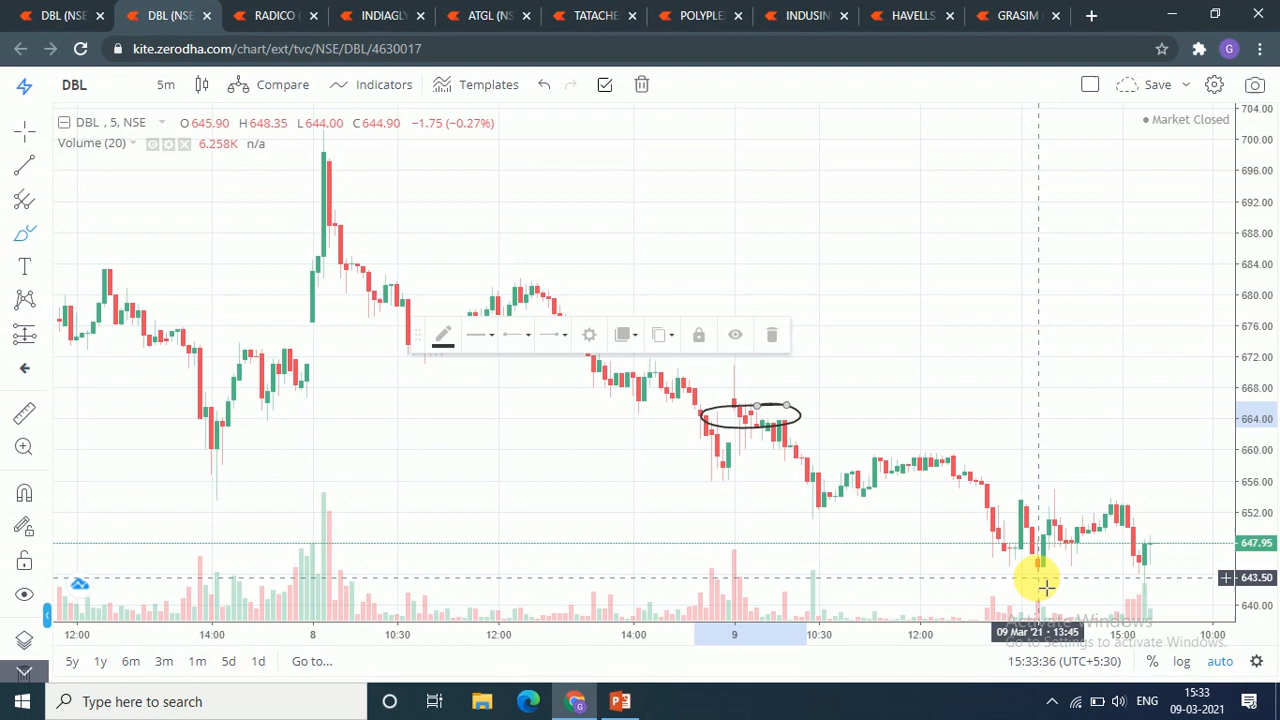 DBL (NSE
DBL (NSE
RADICO (
INDIAGLY
ATGL (NS
TATACHE
POLYPLE
INDUSIN
HAVELLS
GRASIM (
kite.zerodha.com/chart/ext/tvc/NSE/DBL/4630017
G
DBL
5m
Compare
Indicators
Templates
Save
DBL , 5, NSE
O645.90 H648.35 L644.00 C644.90 −1.75 (−0.27%)
Market Closed
Volume (20)
6.258K n/a
704.00
700.00
696.00
692.00
688.00
684.00
680.00
676.00
672.00
668.00
664.00
660.00
656.00
652.00
647.95
643.50
640.00
12:00
14:00
8
10:30
12:00
14:00
9
10:30
12:00
09 Mar '21 · 13:45
15:00
10:00
Activate Windows
Go to Settings to activate Windows.
5y
1y
6m
3m
1m
5d
1d
Go to...
15:33:36 (UTC+5:30)
%
log
auto
Type here to search
ENG
15:33
09-03-2021